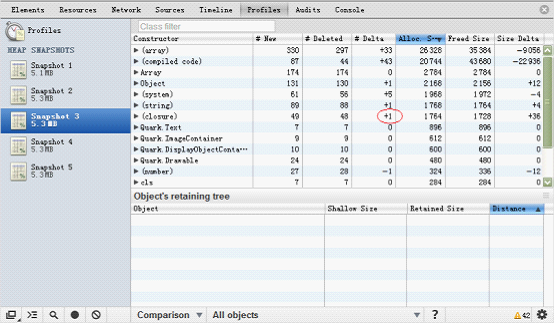 Elements Resources Network Sources Timeline Profiles Audits Console
Profiles
HEAP SNAPSHOTS
Snapshot 1
5.1MB
Snapshot 2
5.3MB
Snapshot 3
5.3MB
Snapshot 4
5.3MB
Snapshot 5
5.3MB
Class filter
Constructor # New # Deleted # Delta Alloc. Size Freed Size Size Delta
(array) 330 297 +33 26 328 35 384 −9 056
(compiled code) 87 44 +43 20 744 43 680 −22 936
Array 174 174 0 2 784 2 784 0
Object 131 130 +1 2 168 2 156 +12
(system) 61 56 +5 1 968 1 972 −4
(string) 89 88 +1 1 768 1 764 +4
(closure) 49 48 +1 1 764 1 728 +36
Quark.Text 7 7 0 896 896 0
Quark.ImageContainer 9 9 0 612 612 0
Quark.DisplayObjectConta… 10 10 0 600 600 0
Quark.Drawable 24 24 0 480 480 0
(number) 27 28 −1 324 336 −12
cls 7 7 0 284 284 0
Object's retaining tree
Object Shallow Size Retained Size Distance
Comparison All objects ? 42